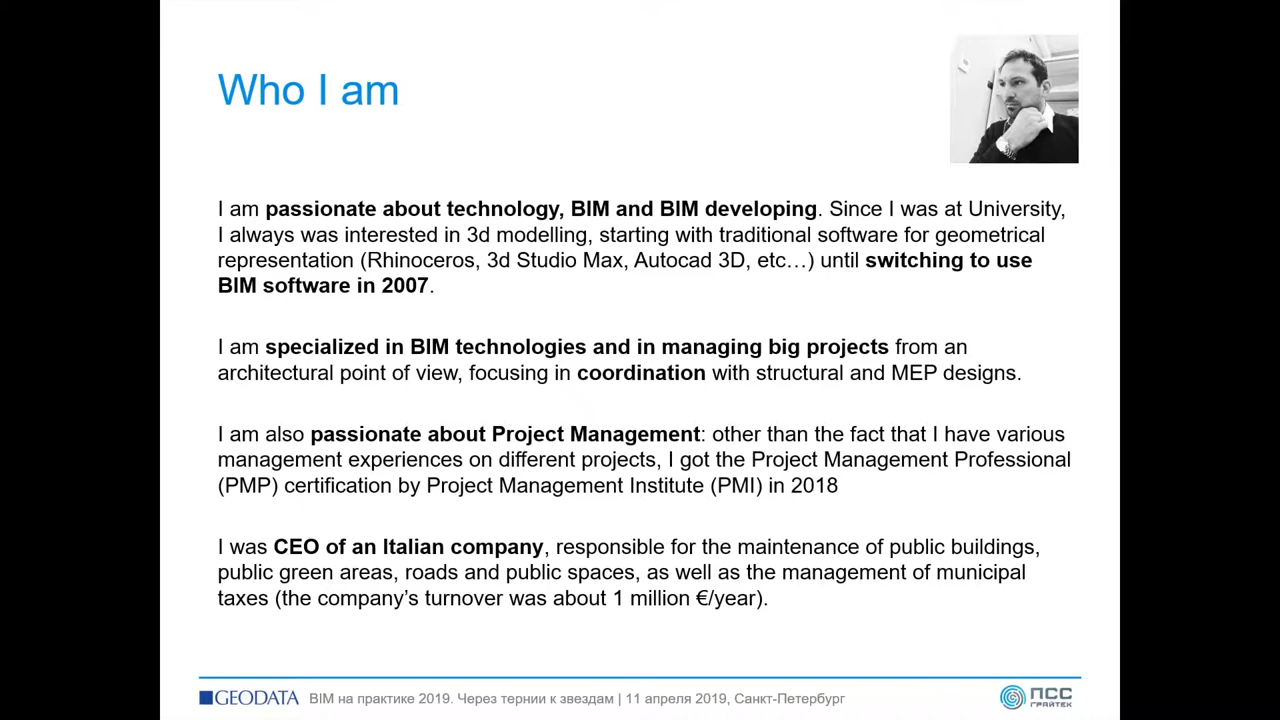 Who I am
I am passionate about technology, BIM and BIM developing. Since I was at University,
I always was interested in 3d modelling, starting with traditional software for geometrical
representation (Rhinoceros, 3d Studio Max, Autocad 3D, etc…) until switching to use
BIM software in 2007.
I am specialized in BIM technologies and in managing big projects from an
architectural point of view, focusing in coordination with structural and MEP designs.
I am also passionate about Project Management: other than the fact that I have various
management experiences on different projects, I got the Project Management Professional
(PMP) certification by Project Management Institute (PMI) in 2018
I was CEO of an Italian company, responsible for the maintenance of public buildings,
public green areas, roads and public spaces, as well as the management of municipal
taxes (the company’s turnover was about 1 million €/year).
GEODATA BIM на практике 2019. Через тернии к звездам | 11 апреля 2019, Санкт-Петербург
ПСС
ГРАЙТЕК